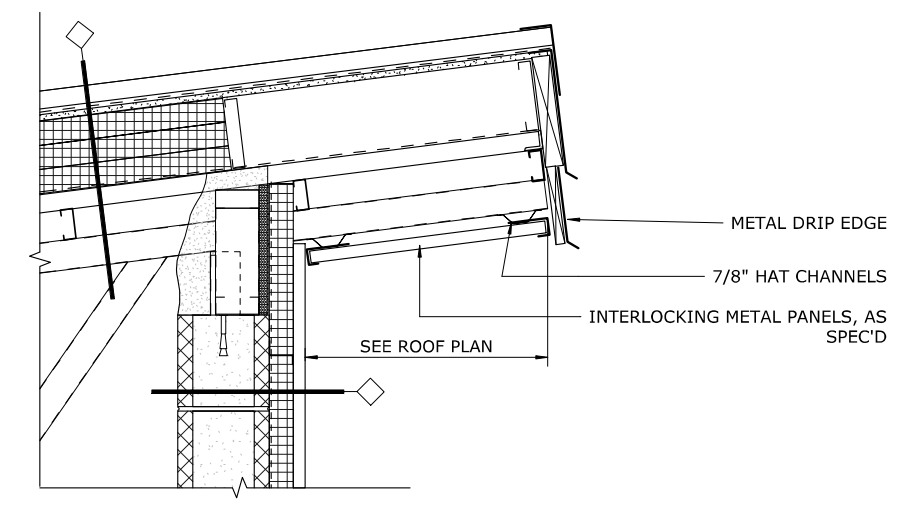 METAL DRIP EDGE
7/8" HAT CHANNELS
INTERLOCKING METAL PANELS, AS
SPEC'D
SEE ROOF PLAN